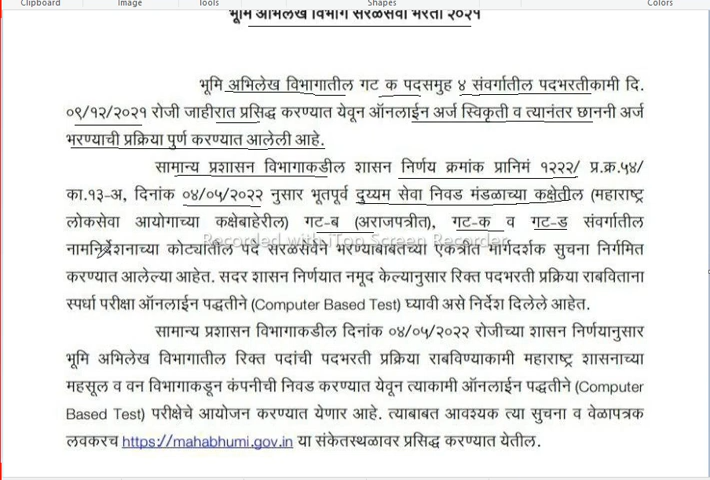 Clipboard Image Tools Shapes Colors
भूमि अभिलेख विभाग सरळसेवा भरती २०२१
भूमि अभिलेख विभागातील गट क पदसमुह ४ संवर्गातील पदभरतीकामी दि.
०९/१२/२०२१ रोजी जाहीरात प्रसिद्ध करण्यात येवून ऑनलाईन अर्ज स्विकृती व त्यानंतर छाननी अर्ज
भरण्याची प्रक्रिया पुर्ण करण्यात आलेली आहे.
सामान्य प्रशासन विभागाकडील शासन निर्णय क्रमांक प्रानिमं १२२२/ प्र.क्र.५४/
का.१३-अ, दिनांक ०४/०५/२०२२ नुसार भूतपूर्व दुय्यम सेवा निवड मंडळाच्या कक्षेतील (महाराष्ट्र
लोकसेवा आयोगाच्या कक्षेबाहेरील) गट-ब (अराजपत्रीत), गट-क व गट-ड संवर्गातील
नामनिर्देशनाच्या कोट्यातील पदे सरळसेवेने भरण्याबाबतच्या एकत्रीत मार्गदर्शक सुचना निर्गमित
Recorded with iTop Screen Recorder
करण्यात आलेल्या आहेत. सदर शासन निर्णयात नमूद केल्यानुसार रिक्त पदभरती प्रक्रिया राबविताना
स्पर्धा परीक्षा ऑनलाईन पद्धतीने (Computer Based Test) घ्यावी असे निर्देश दिलेले आहेत.
सामान्य प्रशासन विभागाकडील दिनांक ०४/०५/२०२२ रोजीच्या शासन निर्णयानुसार
भूमि अभिलेख विभागातील रिक्त पदांची पदभरती प्रक्रिया राबविण्याकामी महाराष्ट्र शासनाच्या
महसूल व वन विभागाकडून कंपनीची निवड करण्यात येवून त्याकामी ऑनलाईन पद्धतीने (Computer
Based Test) परीक्षेचे आयोजन करण्यात येणार आहे. त्याबाबत आवश्यक त्या सुचना व वेळापत्रक
लवकरच https://mahabhumi.gov.in या संकेतस्थळावर प्रसिद्ध करण्यात येतील.